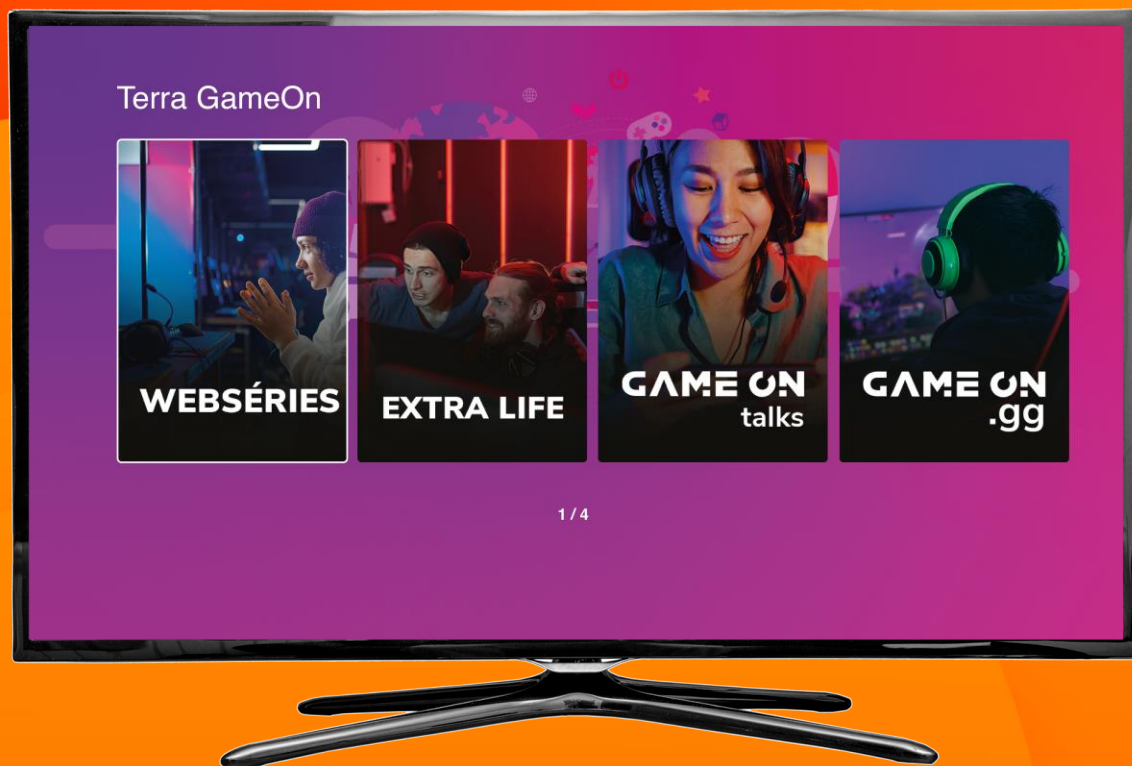 Terra GameOn
WEBSÉRIES
EXTRA LIFE
GAME ON
talks
GAME ON
.gg
1 / 4